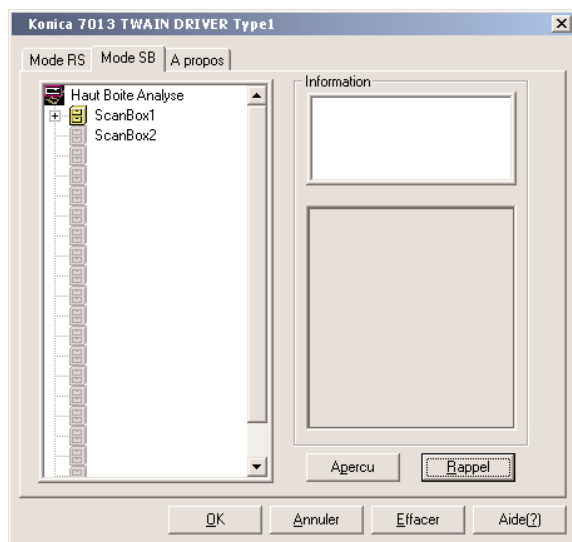 Konica 7013 TWAIN DRIVER Type1
Mode RS
Mode SB
A propos
Haut Boite Analyse
ScanBox1
ScanBox2
Information
Apercu
Rappel
OK
Annuler
Effacer
Aide(?)